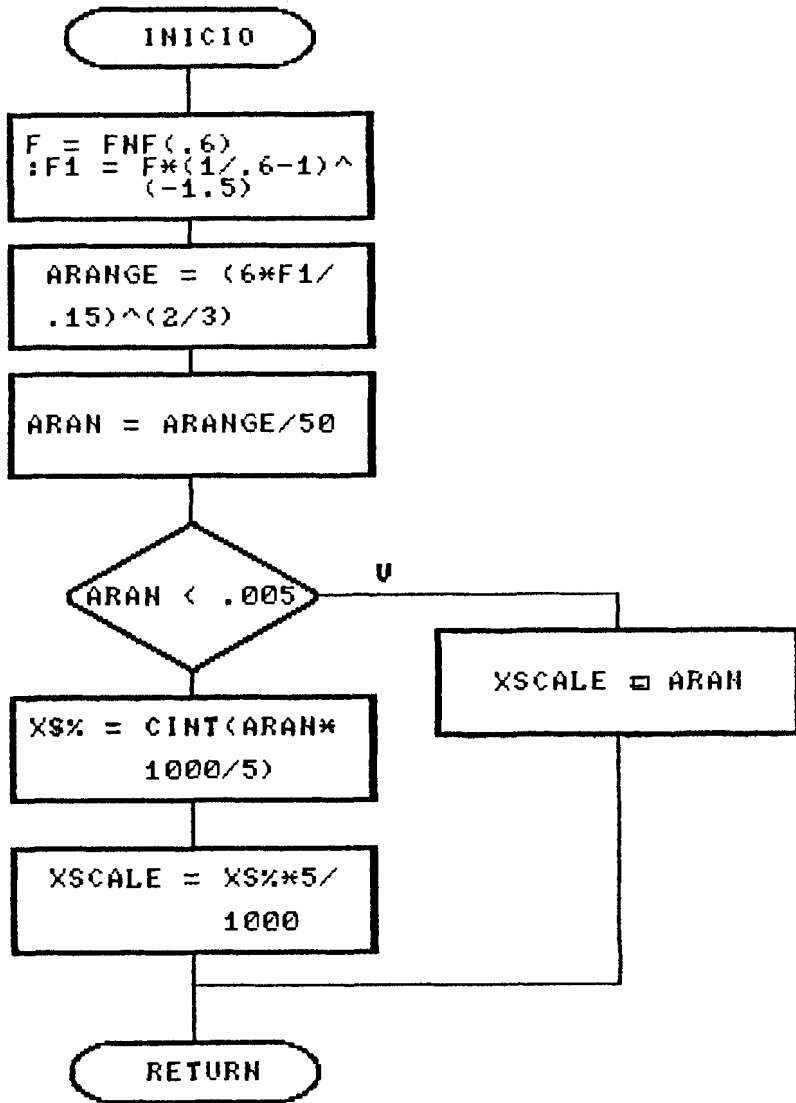 INICIO
F = FNF(.6)
:F1 = F*(1/.6-1)^
(-1.5)
ARANGE = (6*F1/
.15)^(2/3)
ARAN = ARANGE/50
ARAN < .005
V
XSCALE = ARAN
XS% = CINT(ARAN*
1000/5)
XSCALE = XS%*5/
1000
RETURN